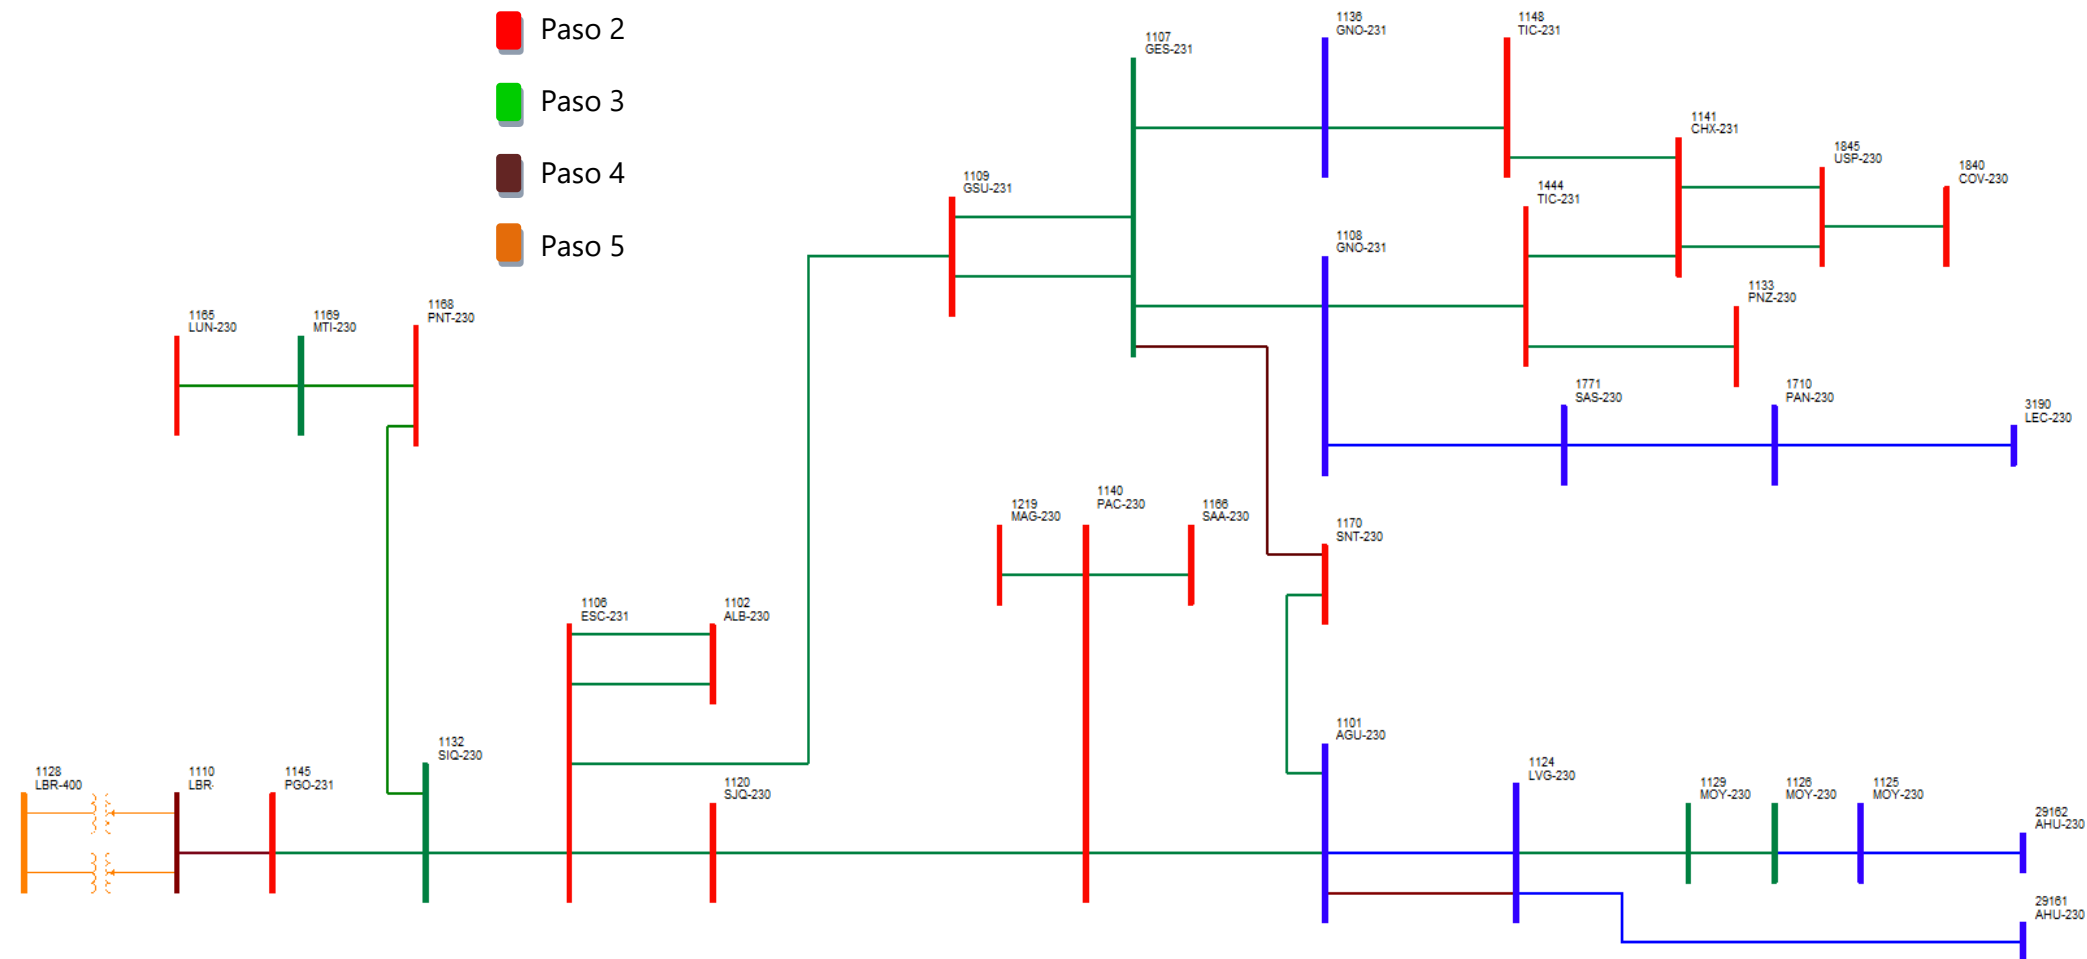 Paso 2
Paso 3
Paso 4
Paso 5
1107
GES-231
1136
GNO-231
1148
TIC-231
1141
CHX-231
1845
USP-230
1840
COV-230
1109
GSU-231
1444
TIC-231
1108
GNO-231
1133
PNZ-230
1165
LUN-230
1169
MTI-230
1168
PNT-230
1771
SAS-230
1710
PAN-230
3190
LEC-230
1219
MAG-230
1140
PAC-230
1166
SAA-230
1170
SNT-230
1106
ESC-231
1102
ALB-230
1101
AGU-230
1132
SIQ-230
1128
LBR-400
1110
LBR-
1145
PGO-231
1120
SJQ-230
1124
LVG-230
1129
MOY-230
1126
MOY-230
1125
MOY-230
29162
AHU-230
29161
AHU-230